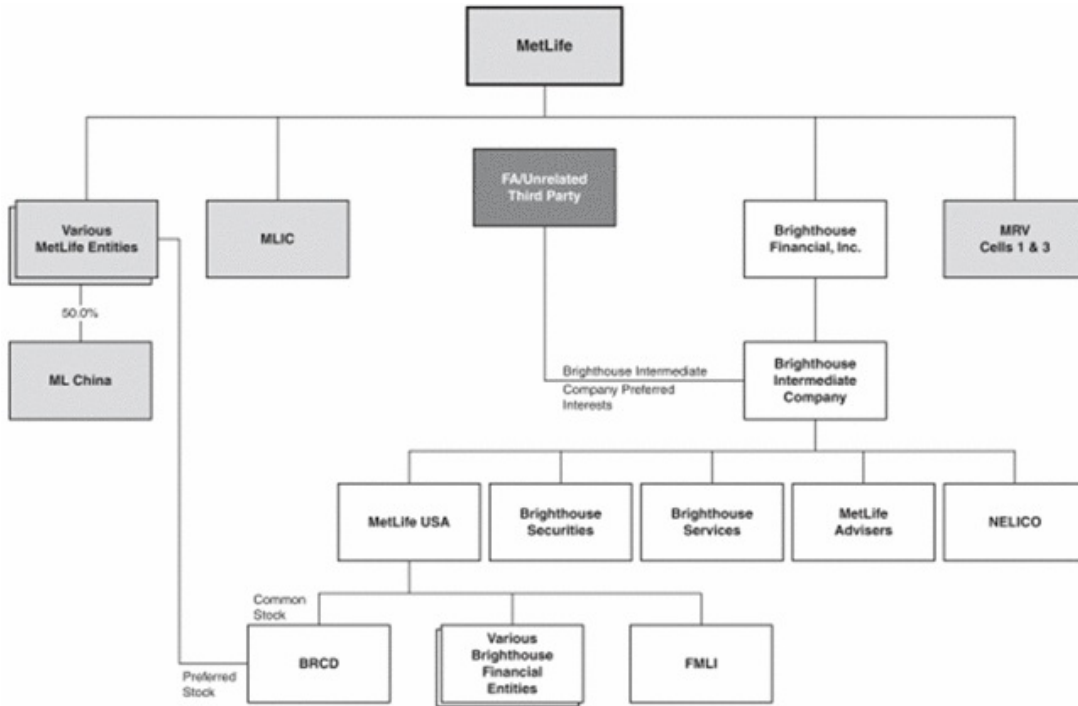 MetLife
FA/Unrelated
Third Party
Various
MetLife Entities
MLIC
Brighthouse
Financial, Inc.
MRV
Cells 1 & 3
50.0%
ML China
Brighthouse Intermediate
Company Preferred
Interests
Brighthouse
Intermediate
Company
MetLife USA
Brighthouse
Securities
Brighthouse
Services
MetLife
Advisers
NELICO
Common
Stock
Preferred
Stock
BRCD
Various
Brighthouse
Financial
Entities
FMLI